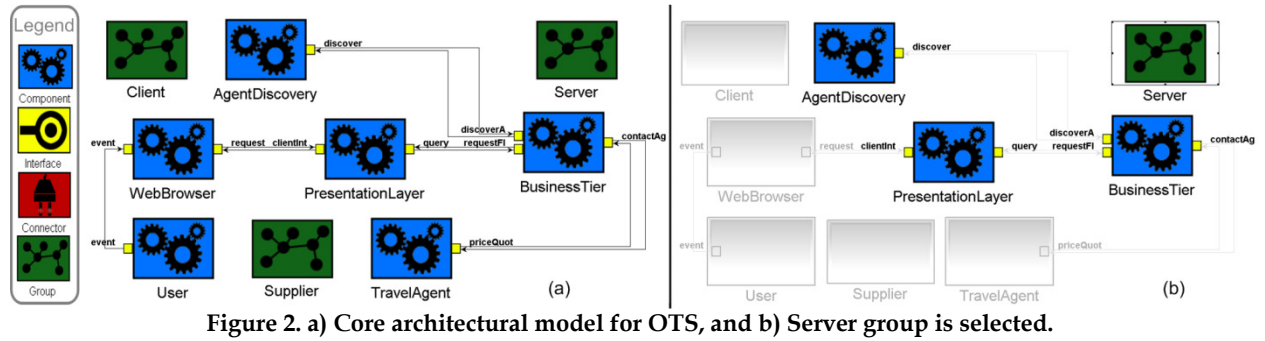 Legend
Component
Interface
Connector
Group
Client
AgentDiscovery
discover
Server
event
WebBrowser
request
clientInt
PresentationLayer
query
discoverA
requestFl
contactAg
BusinessTier
event
User
Supplier
TravelAgent
priceQuot
(a)
Client
AgentDiscovery
discover
Server
event
WebBrowser
request
clientInt
PresentationLayer
query
discoverA
requestFl
contactAg
BusinessTier
event
User
Supplier
TravelAgent
priceQuot
(b)
Figure 2. a) Core architectural model for OTS, and b) Server group is selected.